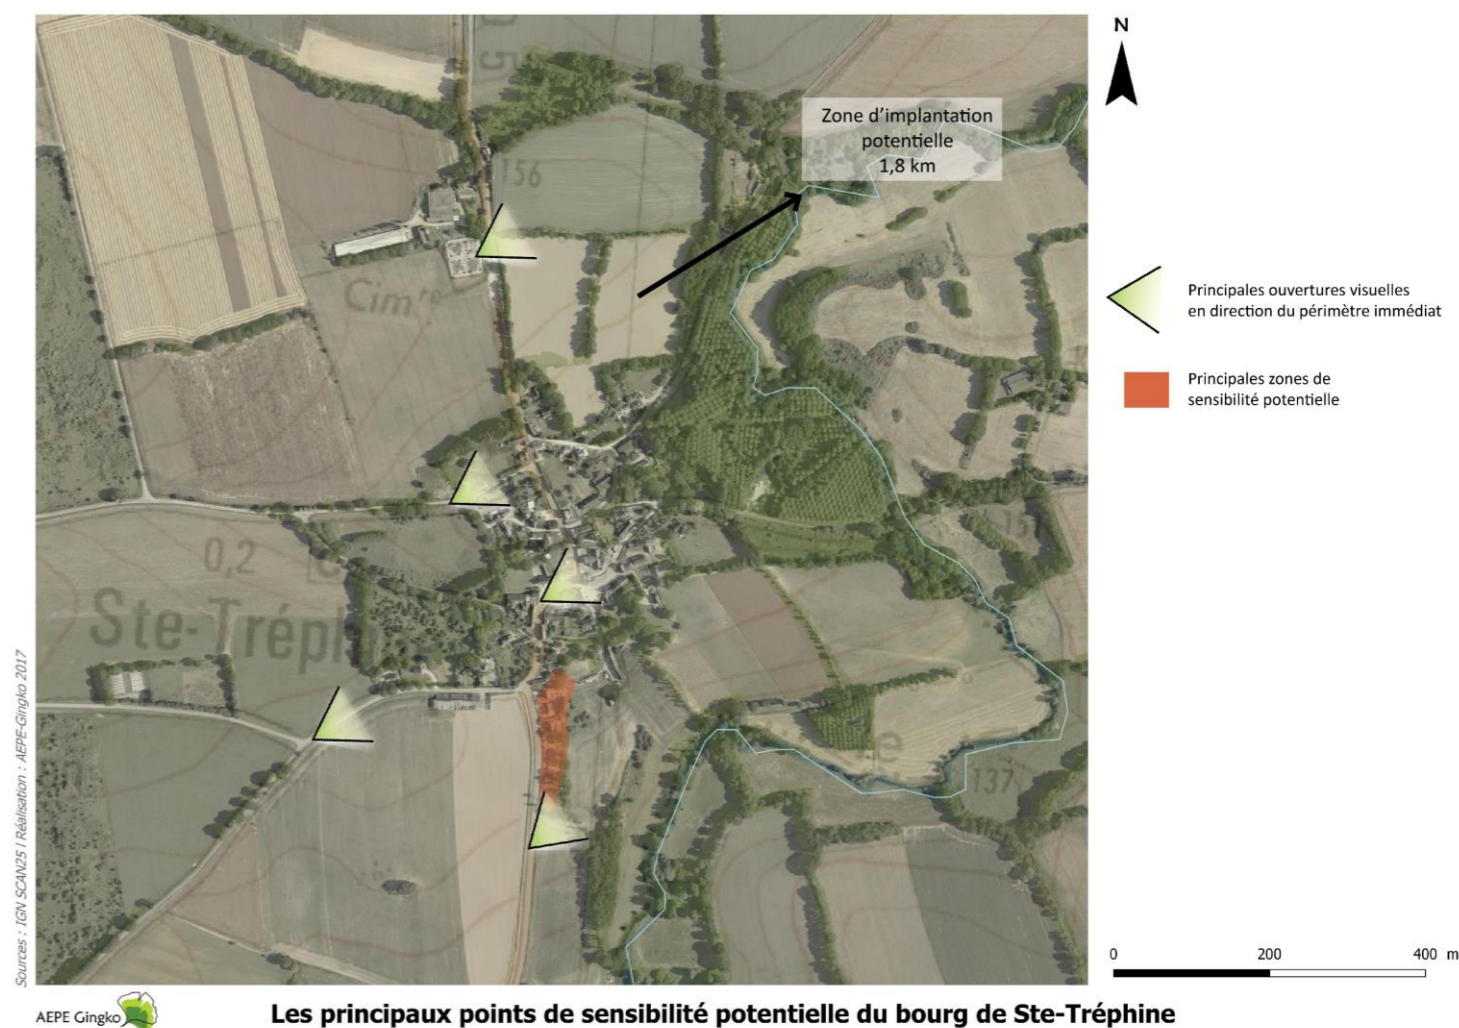 N
Zone d'implantation
potentielle
1,8 km
156
Cim.re
0,2
Ste-Tréphin
137
Principales ouvertures visuelles
en direction du périmètre immédiat
Principales zones de
sensibilité potentielle
0 200 400 m
Sources : IGN SCAN25 I Réalisation : AEPE-Gingko 2017
AEPE Gingko
Les principaux points de sensibilité potentielle du bourg de Ste-Tréphine